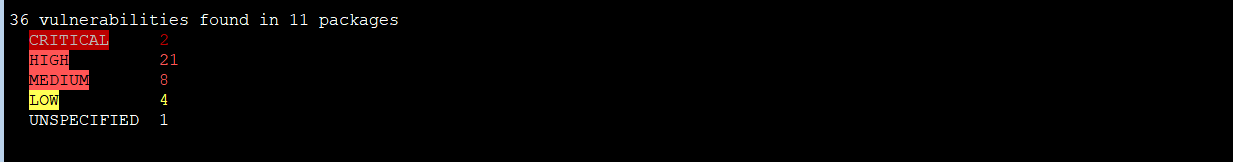 36 vulnerabilities found in 11 packages
CRITICAL 2
HIGH 21
MEDIUM 8
LOW 4
UNSPECIFIED 1